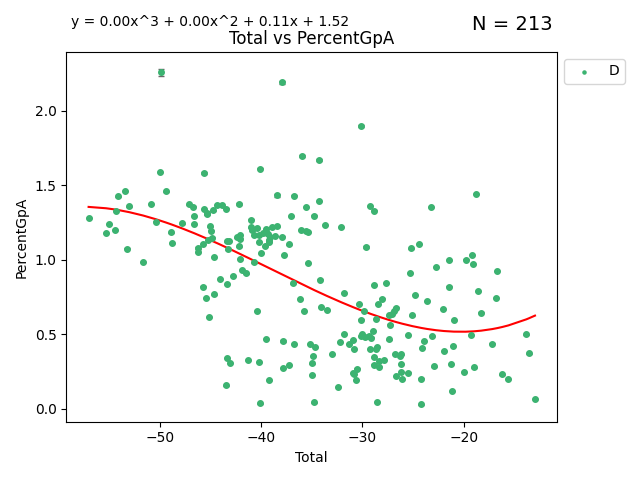 y = 0.00x^3 + 0.00x^2 + 0.11x + 1.52
N = 213
Total vs PercentGpA
D
PercentGpA
2.0
1.5
1.0
0.5
0.0
−50
−40
−30
−20
Total